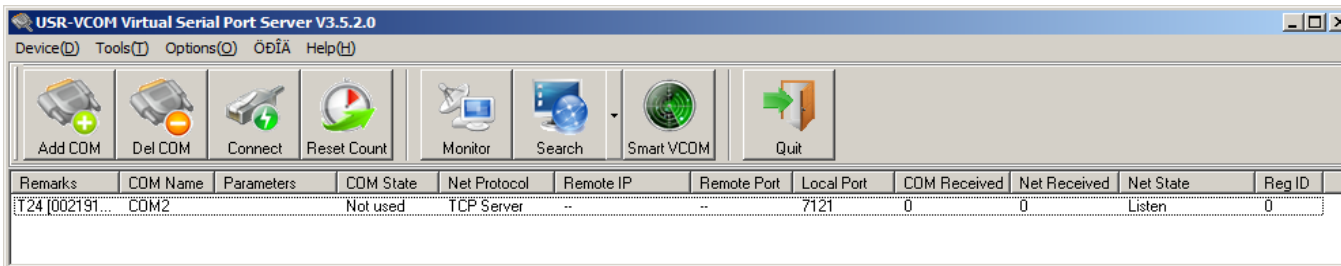 USR-VCOM Virtual Serial Port Server V3.5.2.0
Device(D) Tools(T) Options(O) ÖÐÎÄ Help(H)
Add COM Del COM Connect Reset Count Monitor Search Smart VCOM Quit
Remarks COM Name Parameters COM State Net Protocol Remote IP Remote Port Local Port COM Received Net Received Net State Reg ID
T24 [002191... COM2 Not used TCP Server -- -- 7121 0 0 Listen 0